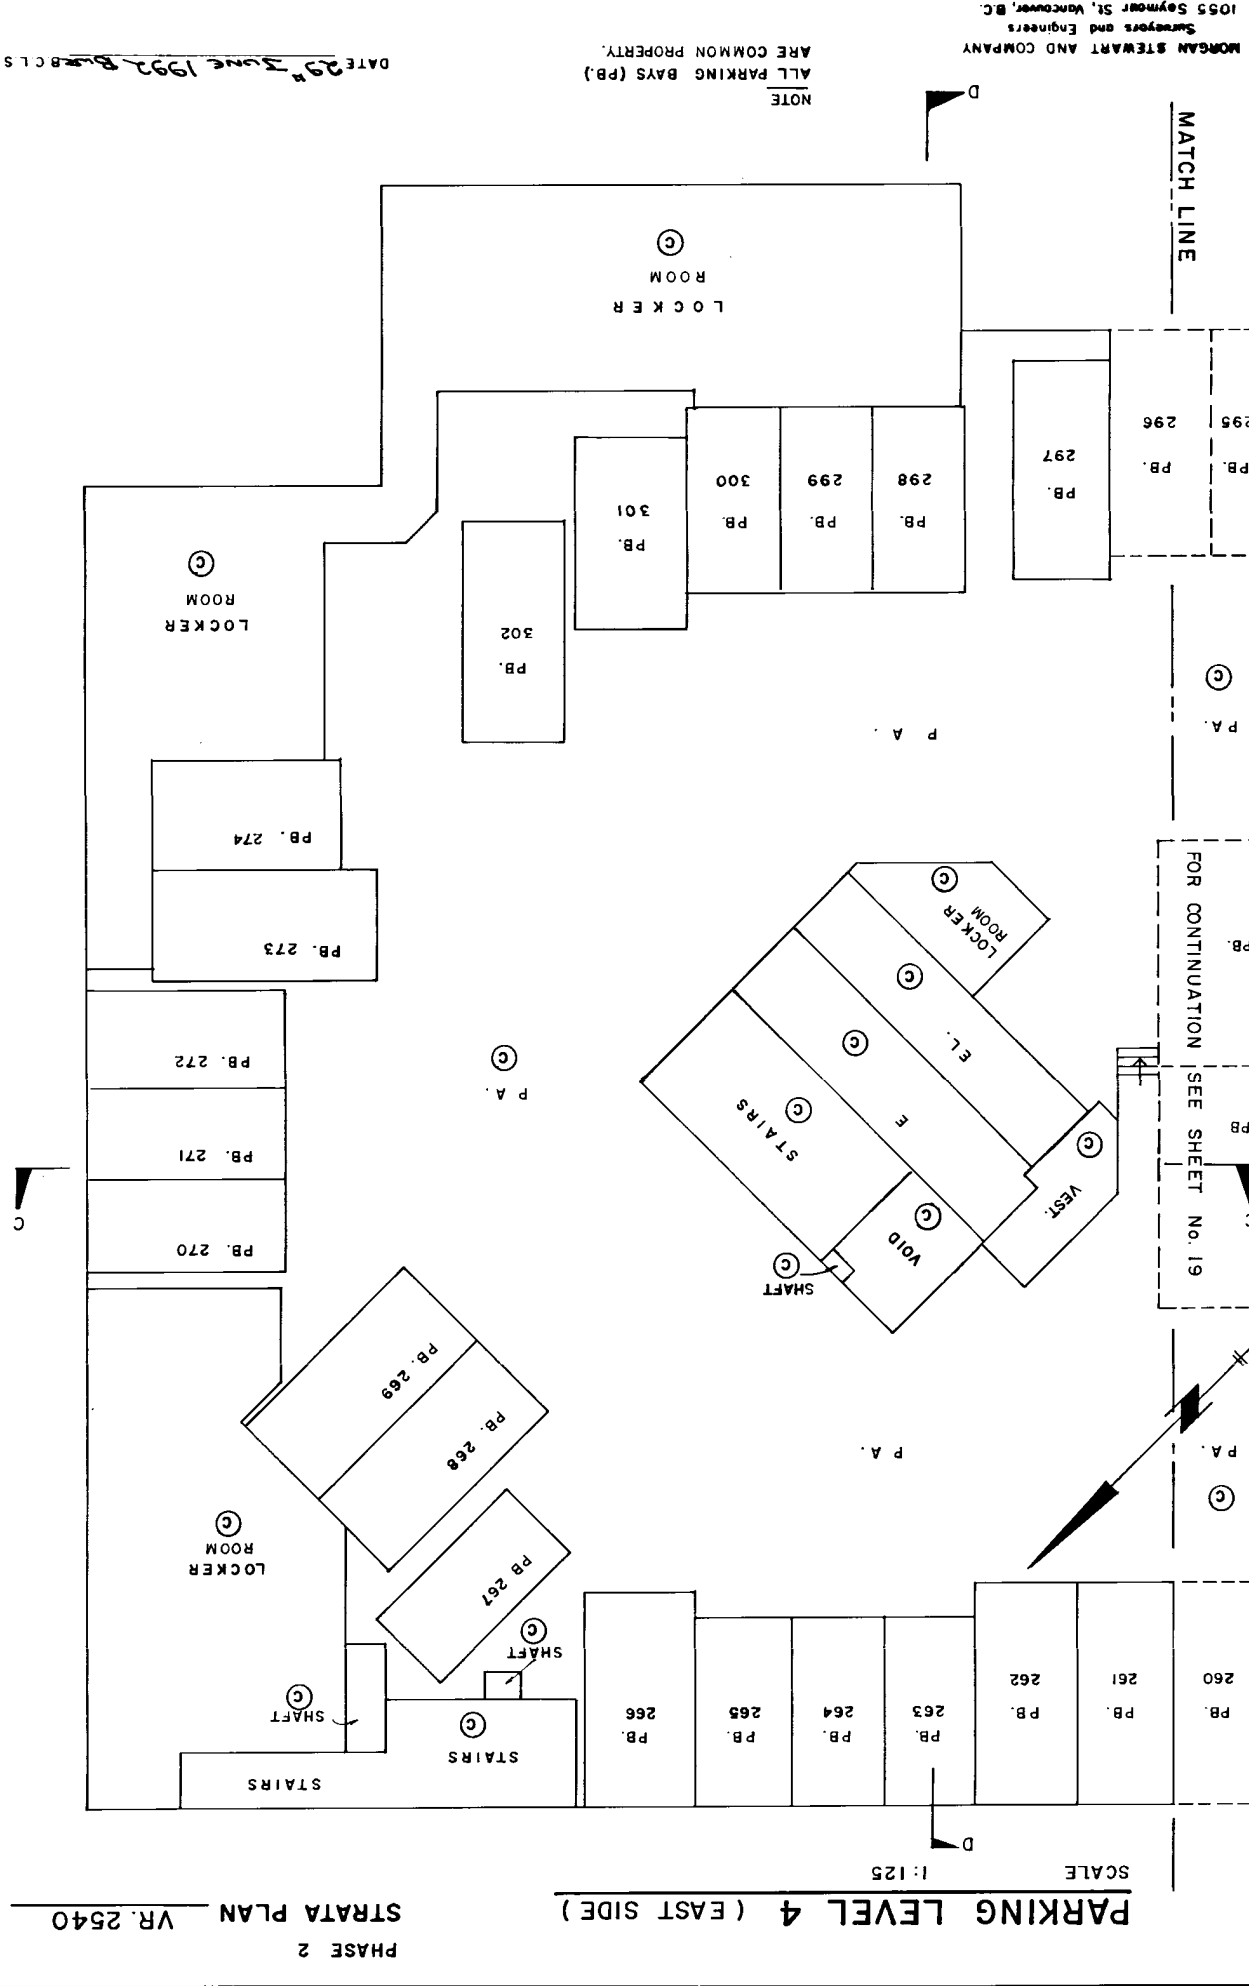 PHASE 2
STRATA PLAN VR. 2540
PARKING LEVEL 4 (EAST SIDE)
SCALE 1:125
D
PB. 260
PB. 261
PB. 262
PB. 263
PB. 264
PB. 265
PB. 266
STAIRS
STAIRS
C
SHAFT
C
SHAFT
C
PB 267
PB. 268
PB. 269
LOCKER
ROOM
C
P.A.
C
P A.
SHAFT
C
VOID
C
VEST.
C
STAIRS
C
E
C
EL.
C
LOCKER
ROOM
C
C
C
PB. 270
PB. 271
PB. 272
PB. 273
PB. 274
P A.
C
PB
PB.
FOR CONTINUATION SEE SHEET No. 19
P A.
P A.
C
PB.
302
PB.
301
PB.
300
PB.
299
PB.
298
PB.
297
PB.
296
PB.
295
LOCKER
ROOM
C
LOCKER
ROOM
C
MATCH LINE
D
NOTE
ALL PARKING BAYS (PB.)
ARE COMMON PROPERTY.
DATE 29th JUNE 1992 B C L S
MORGAN STEWART AND COMPANY
Surveyors and Engineers
1055 Seymour St, Vancouver, B.C.